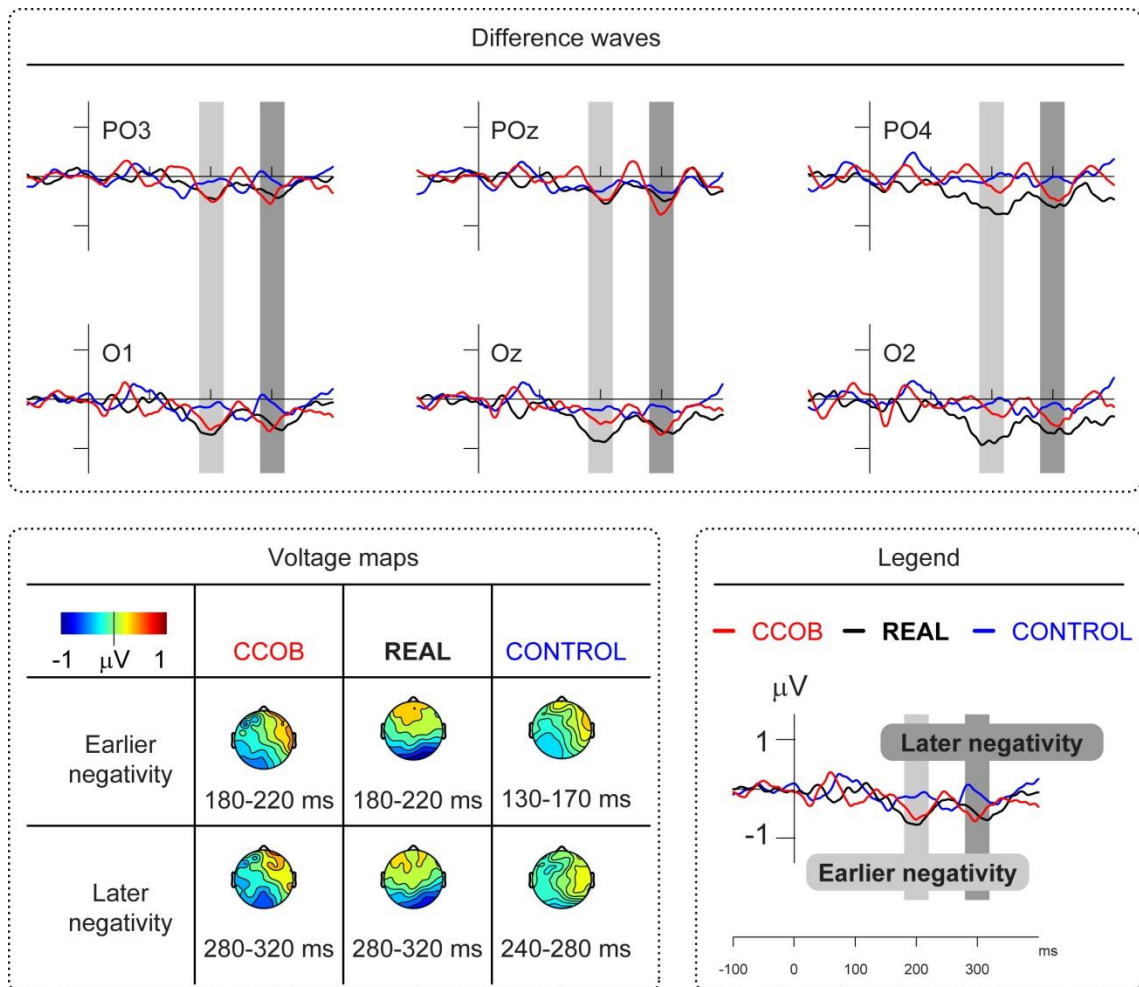 Difference waves
PO3
POz
PO4
O1
Oz
O2
Voltage maps
-1 μV 1
CCOB
REAL
CONTROL
Earlier
negativity
180-220 ms
180-220 ms
130-170 ms
Later
negativity
280-320 ms
280-320 ms
240-280 ms
Legend
CCOB
REAL
CONTROL
μV
1
Later negativity
-1
Earlier negativity
ms
-100 0 100 200 300